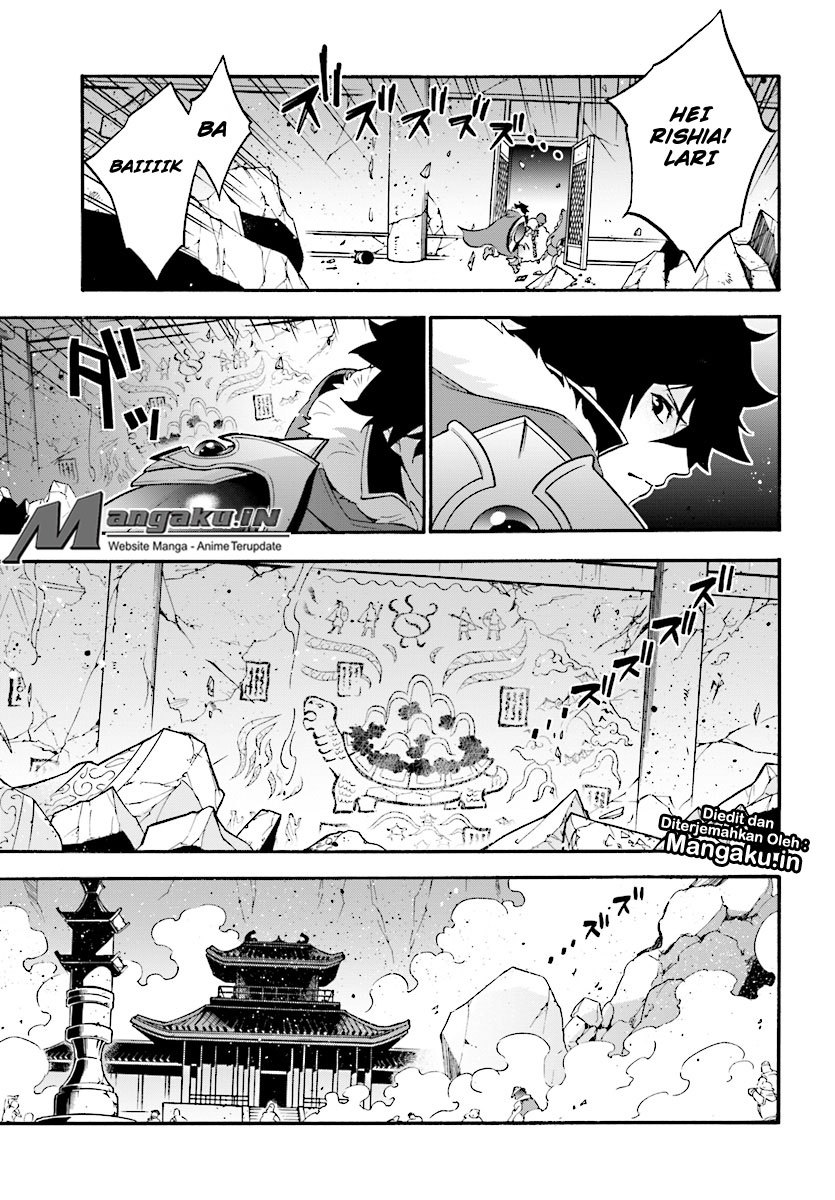 HEI
RISHIA!
LARI
BA
BAIIIIK
ズズズズズ...
ダッ
Mangaku.in
Website Manga - Anime Terupdate
ズズズズ...
Diedit dan
Diterjemahkan Oleh :
Mangaku.in
ズズズ...